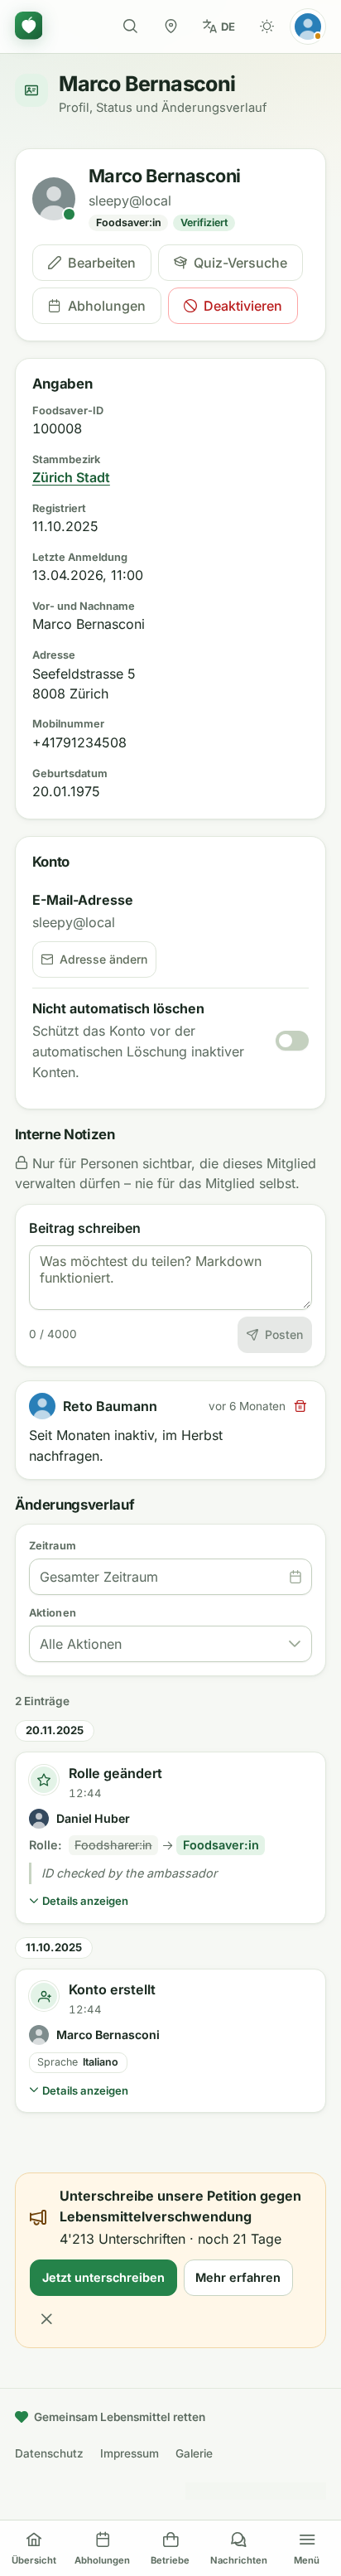 DE
Marco Bernasconi
Profil, Status und Änderungsverlauf
Marco Bernasconi
sleepy@local
Foodsaver:in Verifiziert
Bearbeiten Quiz-Versuche
Abholungen Deaktivieren
Angaben
Foodsaver-ID
100008
Stammbezirk
Zürich Stadt
Registriert
11.10.2025
Letzte Anmeldung
13.04.2026, 11:00
Vor- und Nachname
Marco Bernasconi
Adresse
Seefeldstrasse 5
8008 Zürich
Mobilnummer
+41791234508
Geburtsdatum
20.01.1975
Konto
E-Mail-Adresse
sleepy@local
Adresse ändern
Nicht automatisch löschen
Schützt das Konto vor der
automatischen Löschung inaktiver
Konten.
Interne Notizen
Nur für Personen sichtbar, die dieses Mitglied
verwalten dürfen – nie für das Mitglied selbst.
Beitrag schreiben
Was möchtest du teilen? Markdown
funktioniert.
0 / 4000
Posten
Reto Baumann vor 6 Monaten
Seit Monaten inaktiv, im Herbst
nachfragen.
Änderungsverlauf
Zeitraum
Gesamter Zeitraum
Aktionen
Alle Aktionen
2 Einträge
20.11.2025
Rolle geändert
12:44
Daniel Huber
Rolle: Foodsharer:in → Foodsaver:in
ID checked by the ambassador
Details anzeigen
11.10.2025
Konto erstellt
12:44
Marco Bernasconi
Sprache Italiano
Details anzeigen
Unterschreibe unsere Petition gegen
Lebensmittelverschwendung
4'213 Unterschriften · noch 21 Tage
Jetzt unterschreiben Mehr erfahren
Gemeinsam Lebensmittel retten
Datenschutz Impressum Galerie
Übersicht Abholungen Betriebe Nachrichten Menü